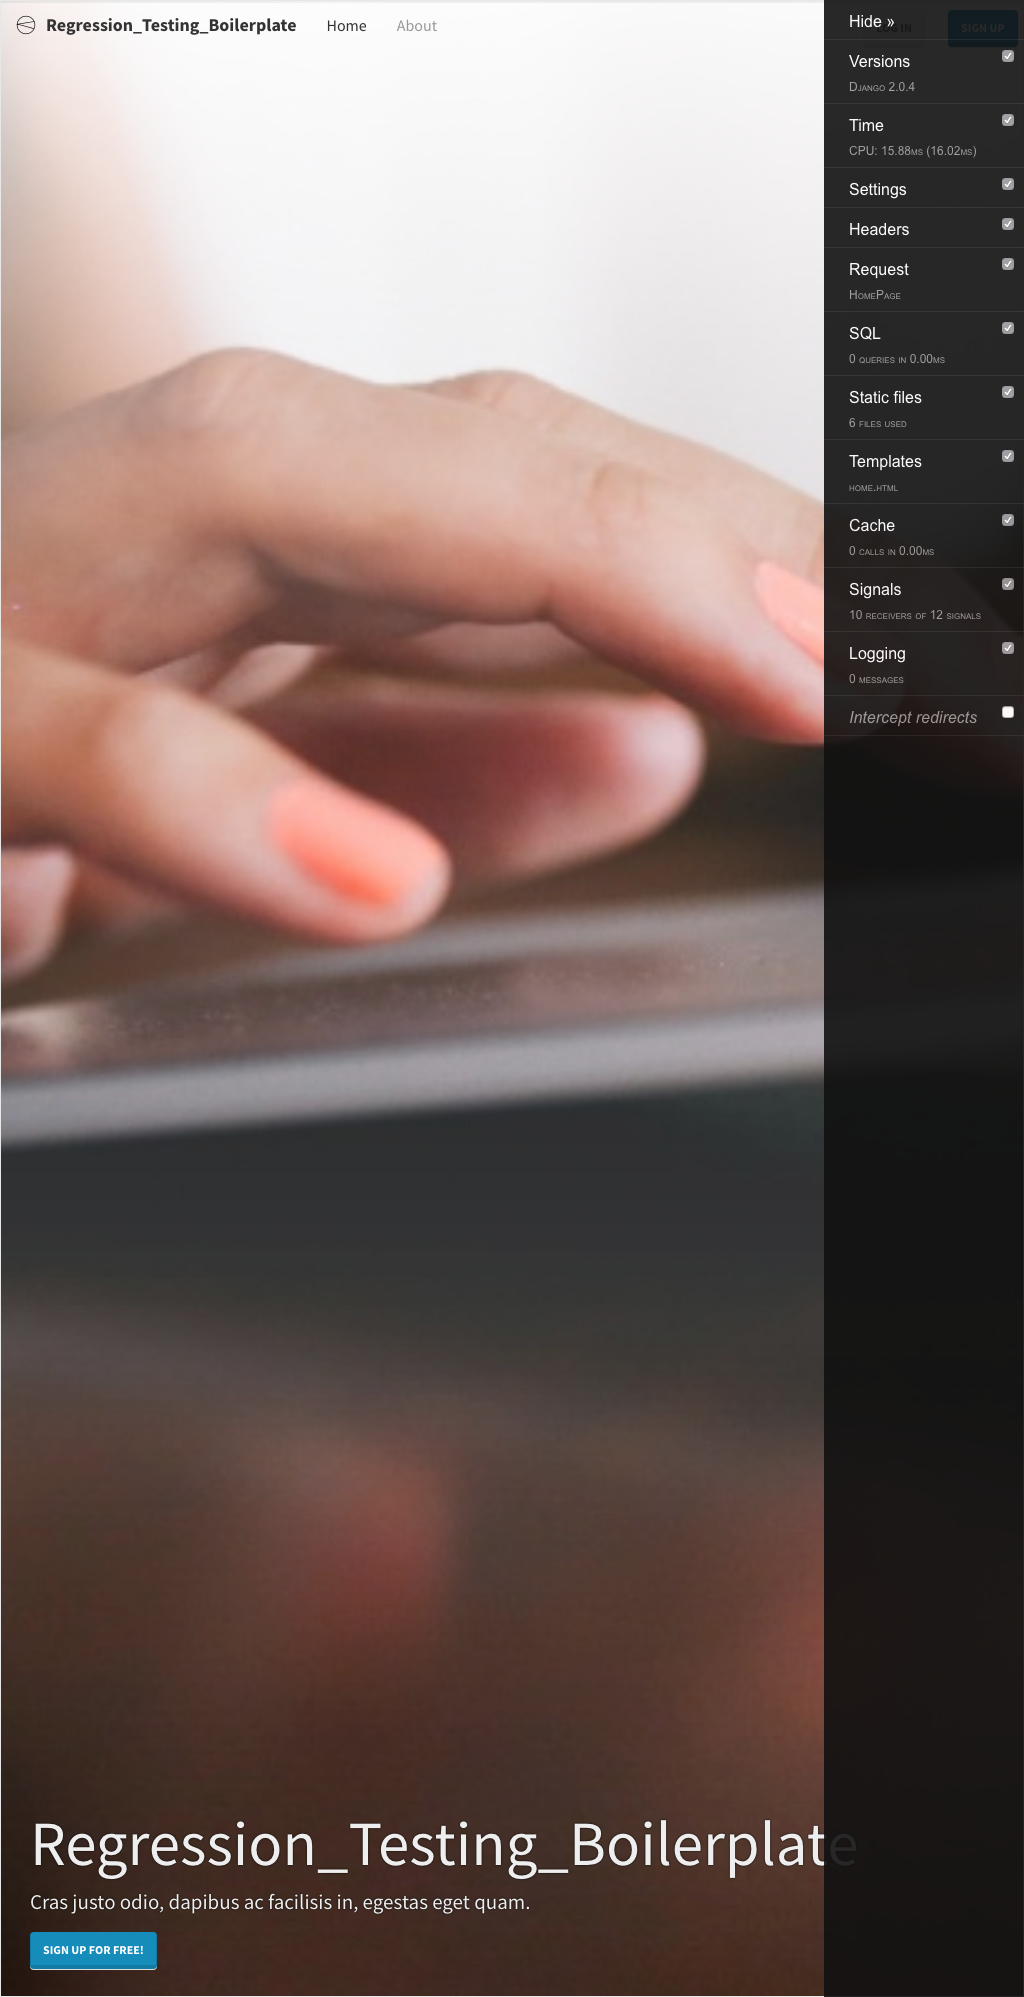 Regression_Testing_Boilerplate Home About
LOG IN SIGN UP
Hide »
Versions
Django 2.0.4
Time
CPU: 15.88ms (16.02ms)
Settings
Headers
Request
HomePage
SQL
0 queries in 0.00ms
Static files
6 files used
Templates
home.html
Cache
0 calls in 0.00ms
Signals
10 receivers of 12 signals
Logging
0 messages
Intercept redirects
Regression_Testing_Boilerplate
Cras justo odio, dapibus ac facilisis in, egestas eget quam.
SIGN UP FOR FREE!